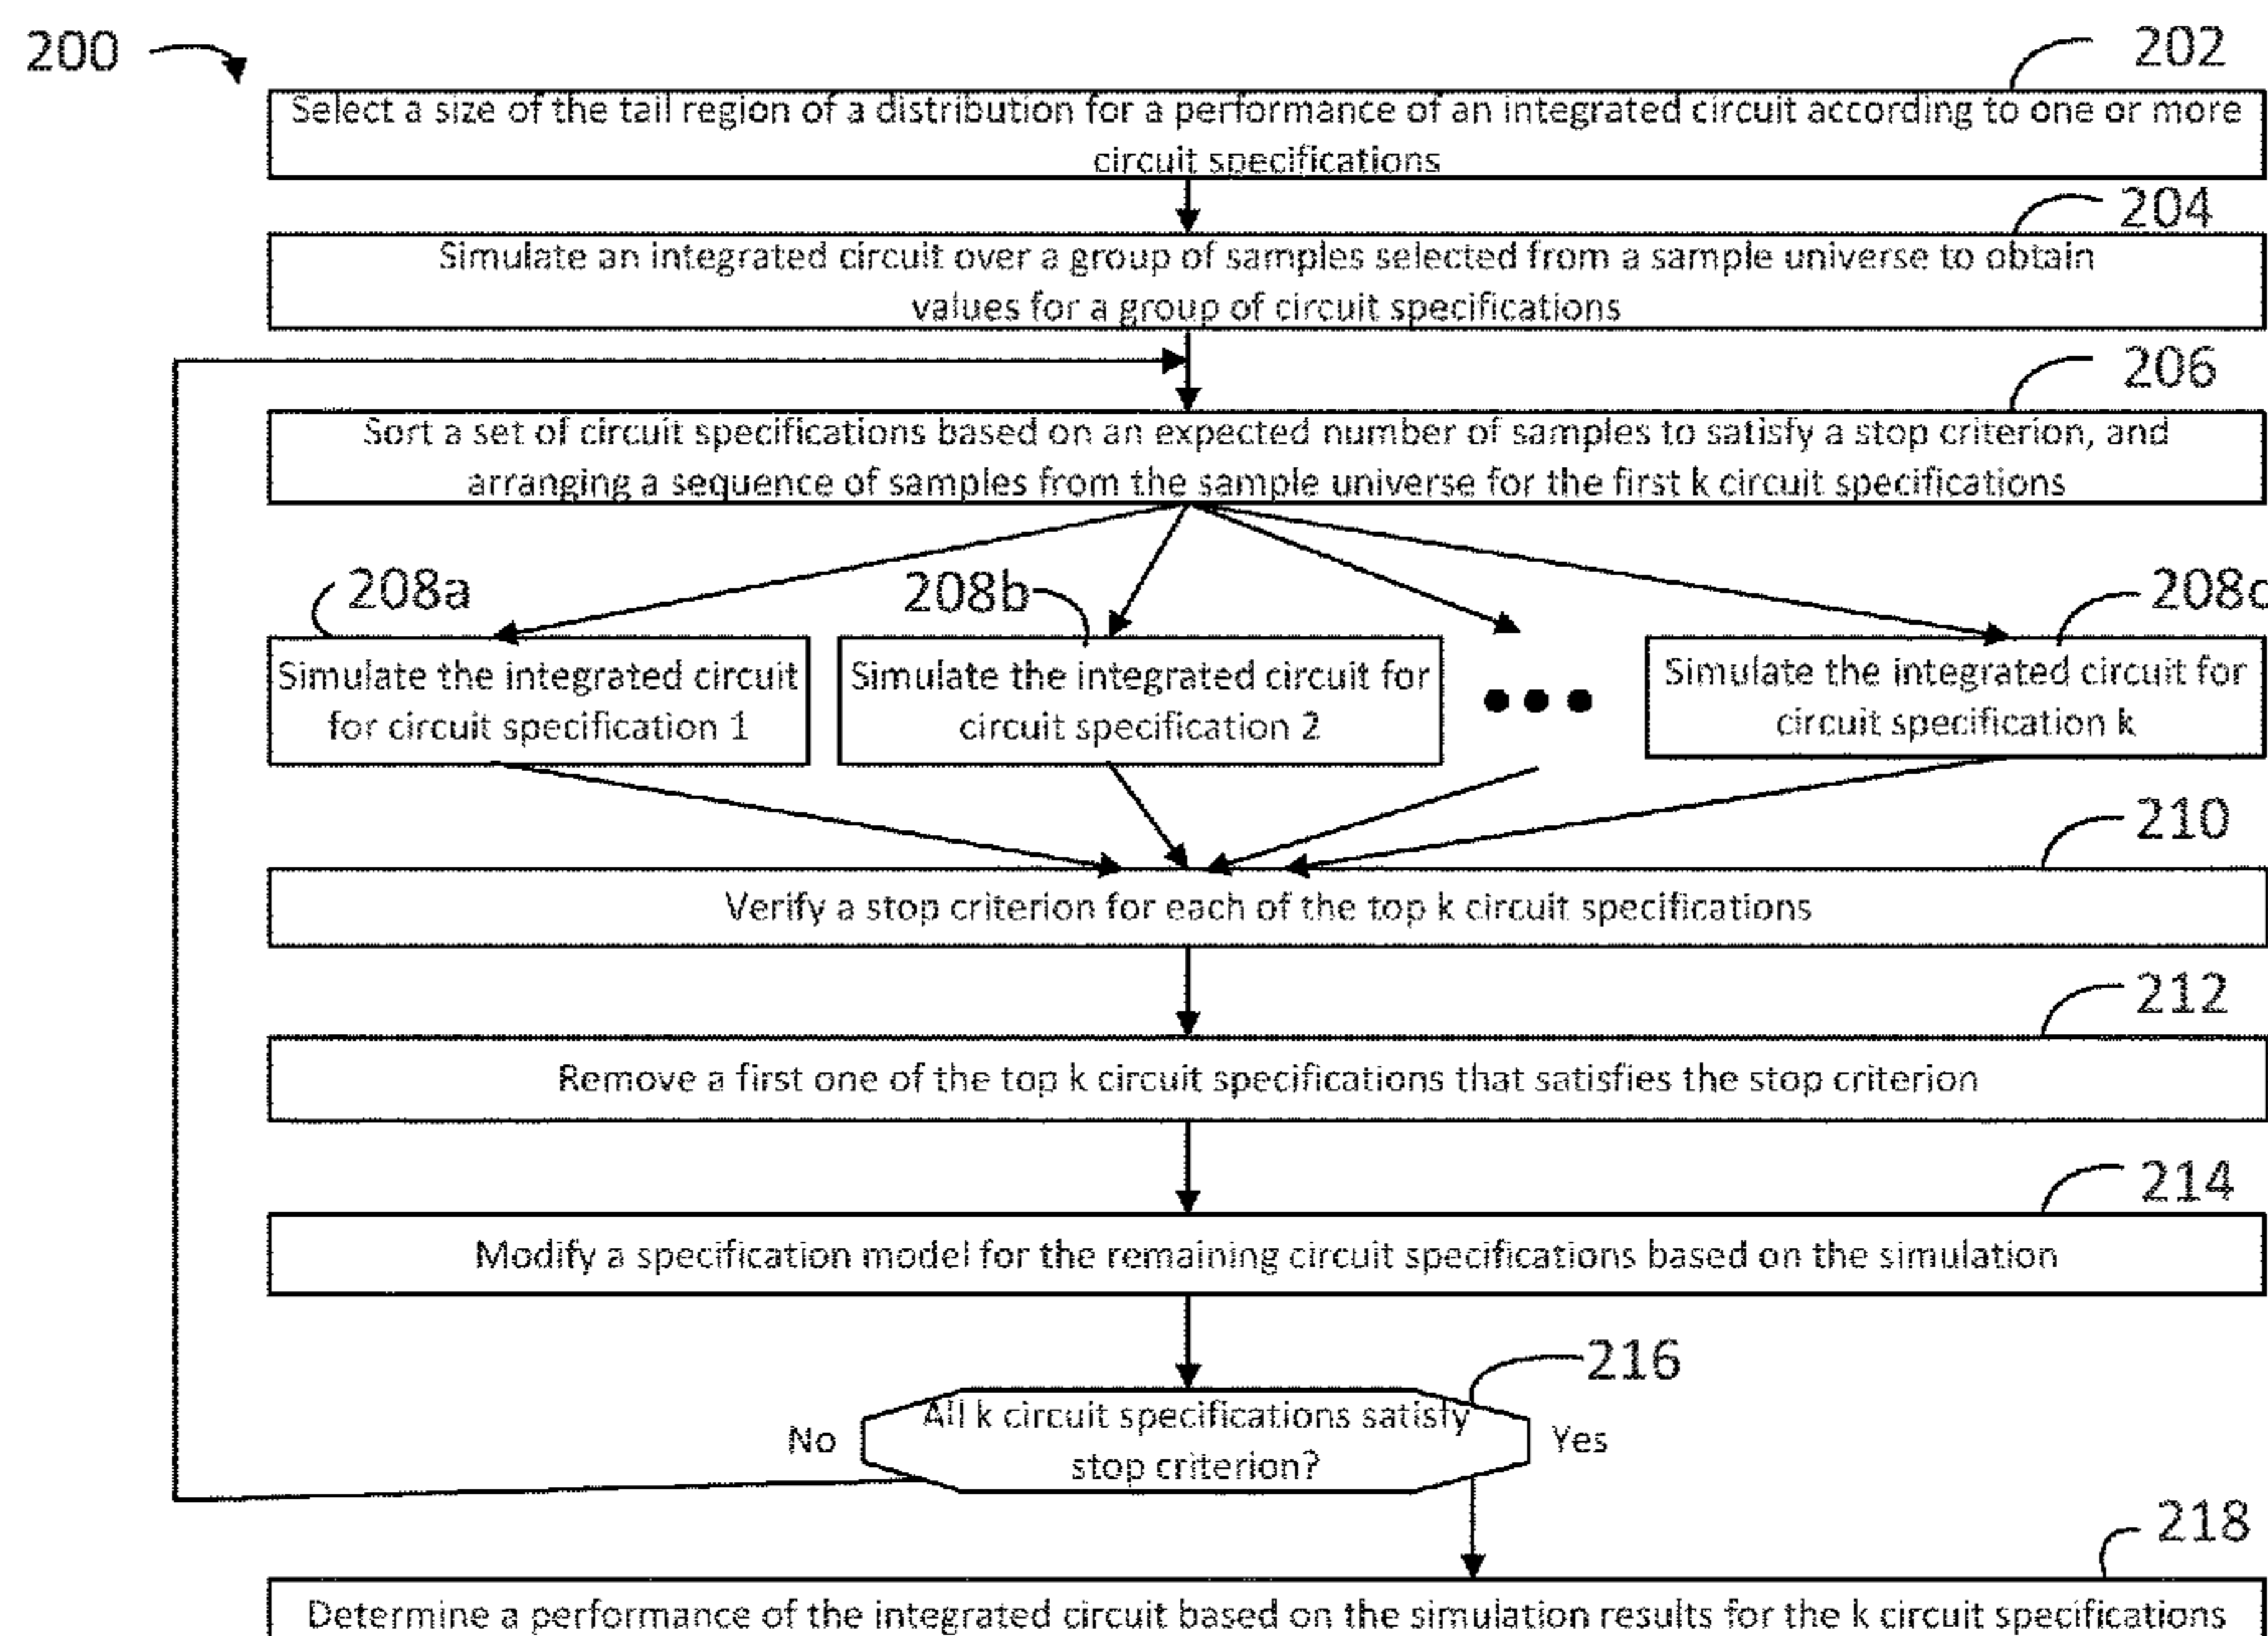 200
202
Select a size of the tail region of a distribution for a performance of an integrated circuit according to one or more
circuit specifications
204
Simulate an integrated circuit over a group of samples selected from a sample universe to obtain
values for a group of circuit specifications
206
Sort a set of circuit specifications based on an expected number of samples to satisfy a stop criterion, and
arranging a sequence of samples from the sample universe for the first k circuit specifications
208a
208b
208c
Simulate the integrated circuit
for circuit specification 1
Simulate the integrated circuit for
circuit specification 2
Simulate the integrated circuit for
circuit specification k
210
Verify a stop criterion for each of the top k circuit specifications
212
Remove a first one of the top k circuit specifications that satisfies the stop criterion
214
Modify a specification model for the remaining circuit specifications based on the simulation
216
All k circuit specifications satisfy
stop criterion?
No
Yes
218
Determine a performance of the integrated circuit based on the simulation results for the k circuit specifications